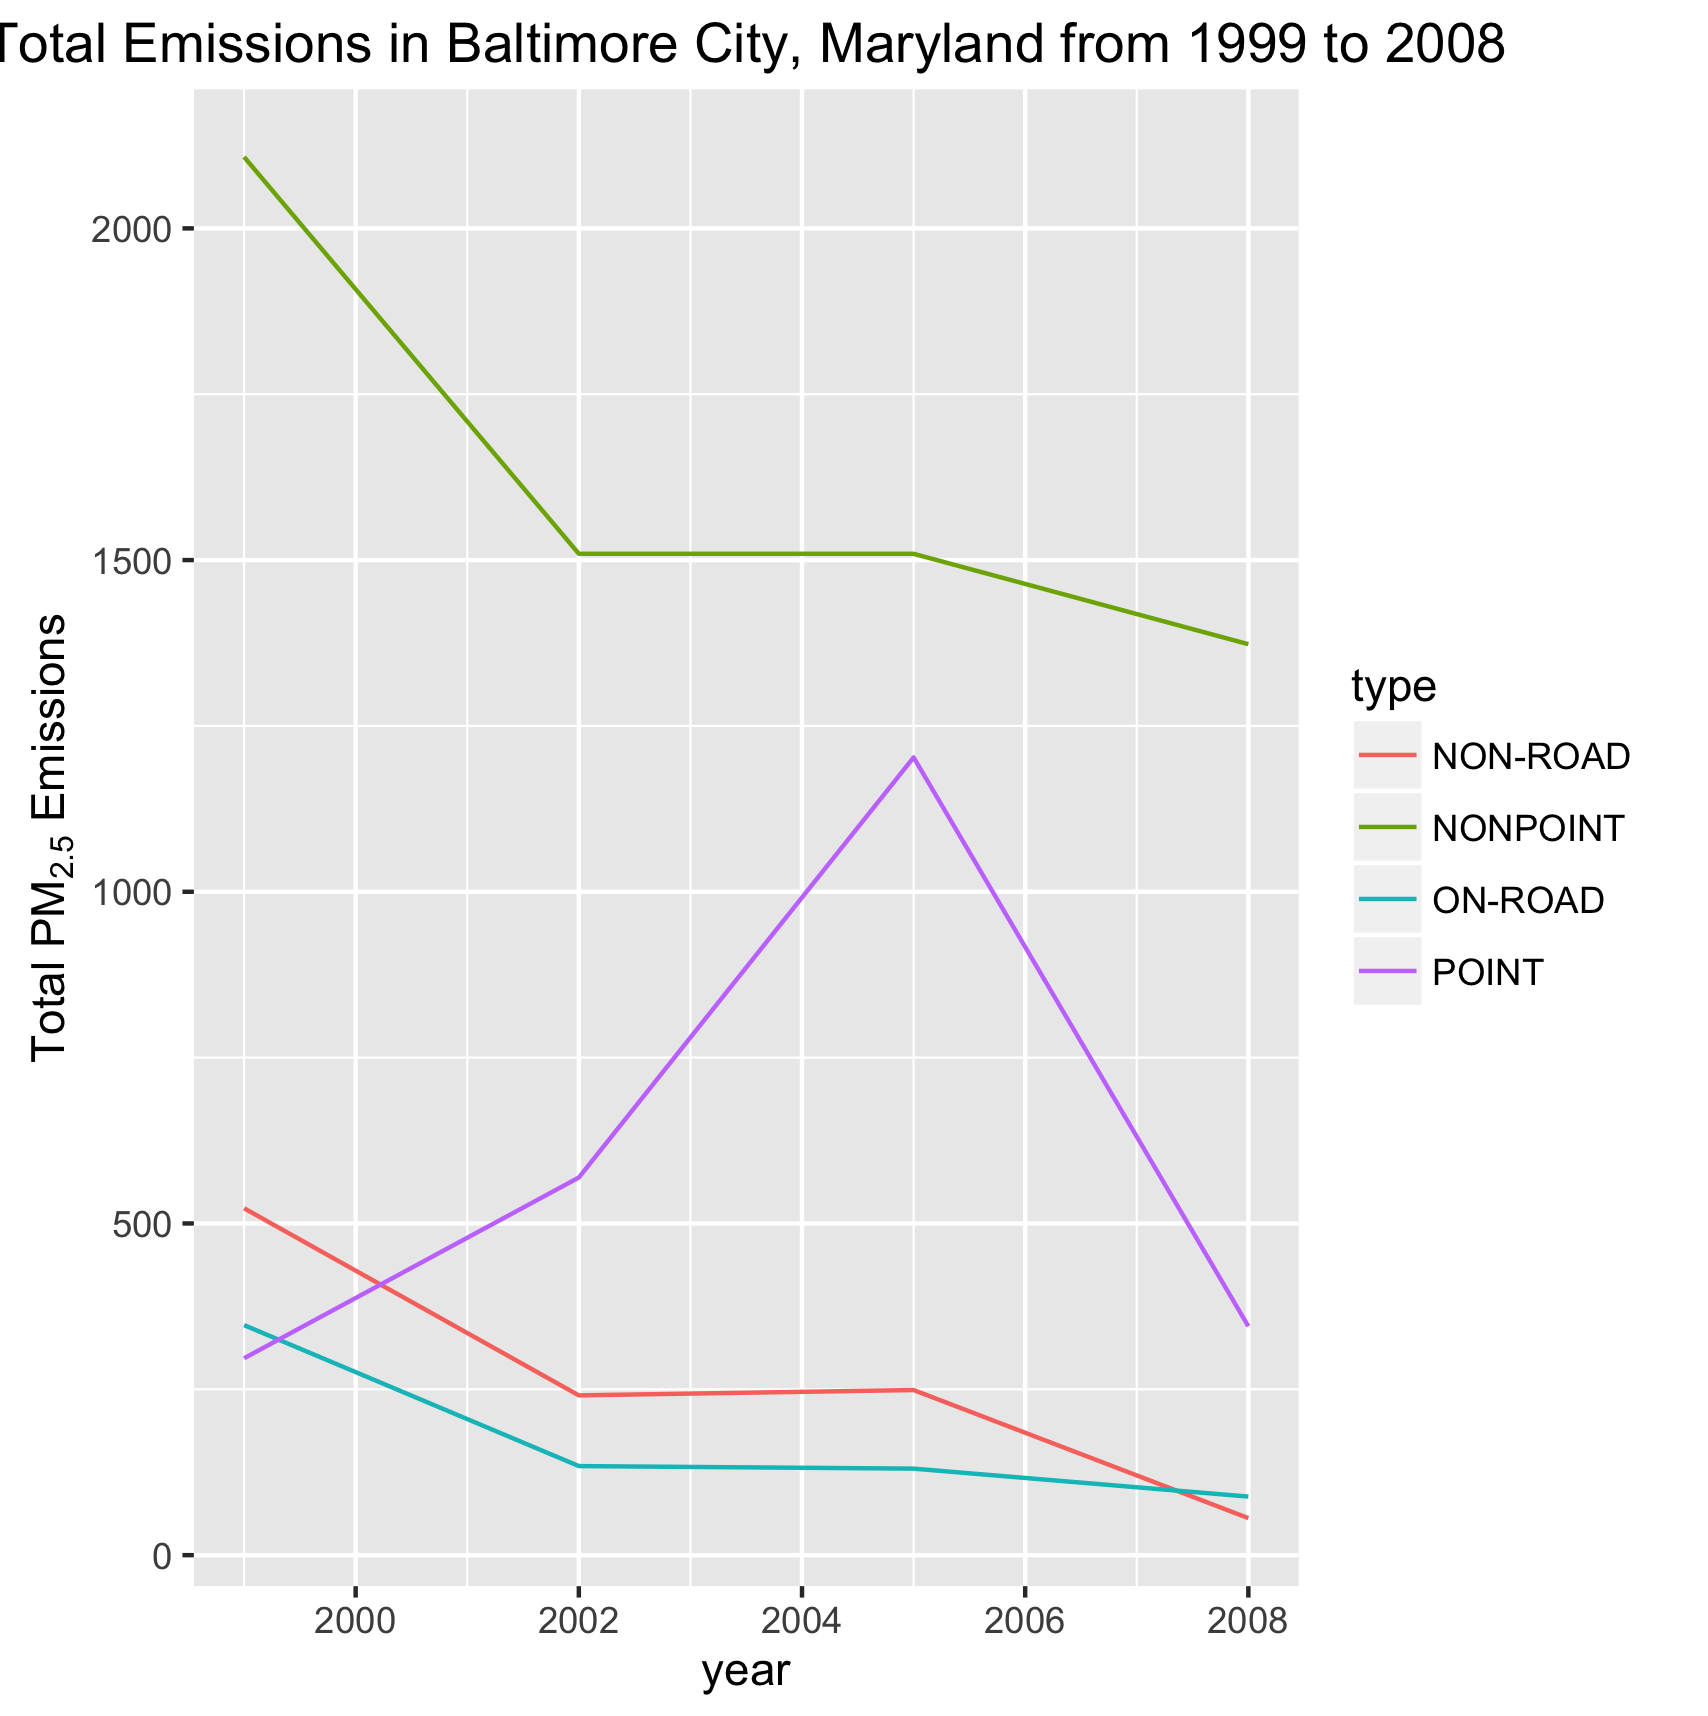 Total Emissions in Baltimore City, Maryland from 1999 to 2008
Total PM2.5 Emissions
2000
1500
1000
500
0
2000 2002 2004 2006 2008
year
type
NON-ROAD
NONPOINT
ON-ROAD
POINT